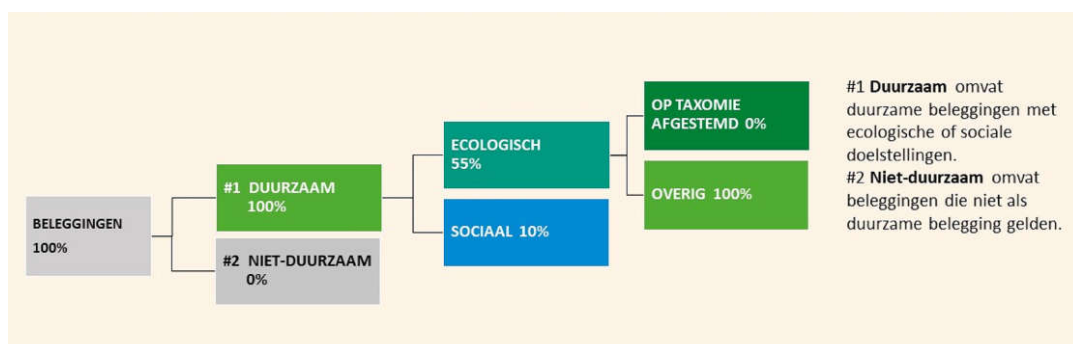 BELEGGINGEN
100%
#1 DUURZAAM
100%
#2 NIET-DUURZAAM
0%
ECOLOGISCH
55%
SOCIAAL 10%
OP TAXOMIE
AFGESTEMD 0%
OVERIG 100%
#1 Duurzaam omvat
duurzame beleggingen met
ecologische of sociale
doelstellingen.
#2 Niet-duurzaam omvat
beleggingen die niet als
duurzame belegging gelden.